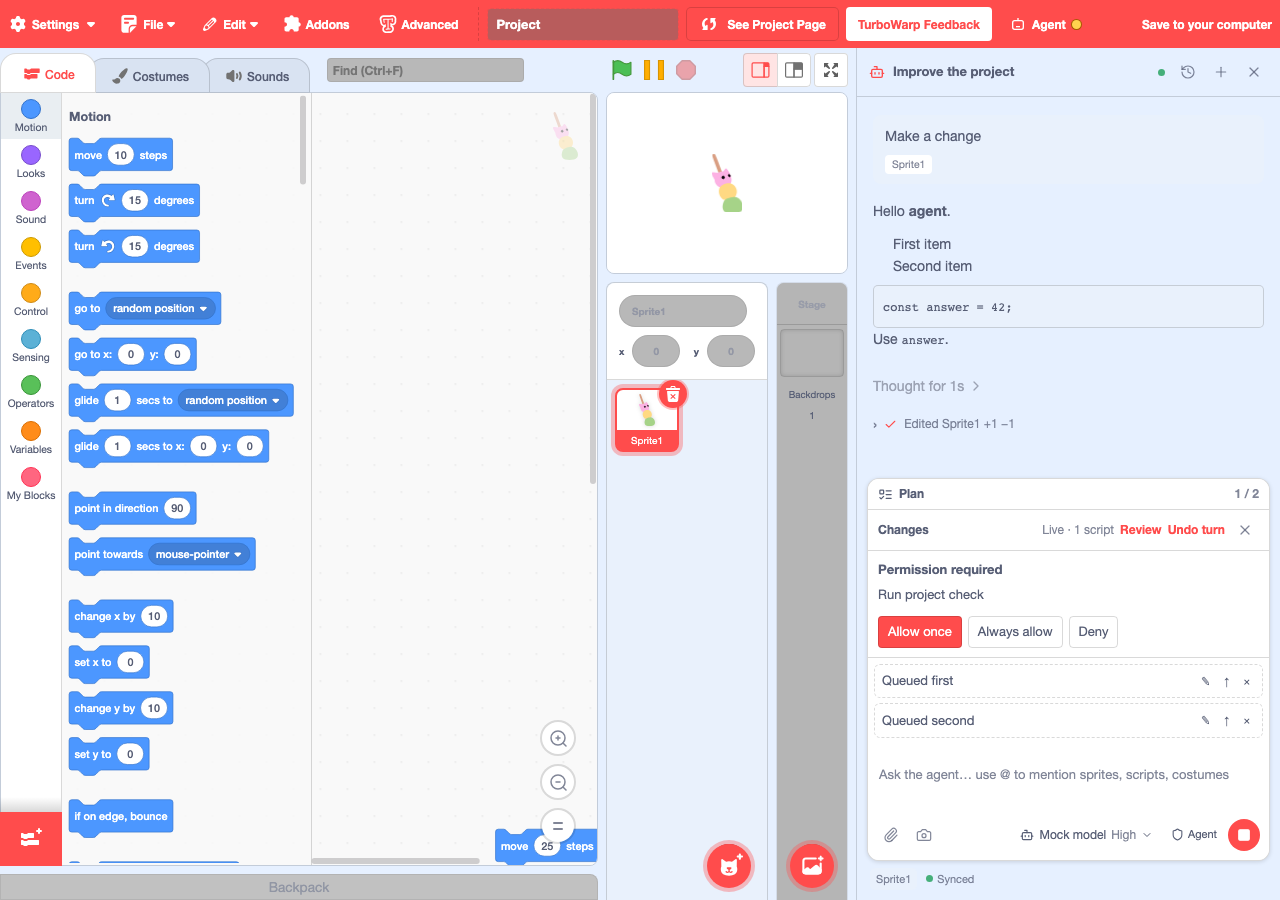 Settings
File
Edit
Addons
Advanced
Project
See Project Page
TurboWarp Feedback
Agent
Save to your computer
Code
Costumes
Sounds
Find (Ctrl+F)
Motion
Looks
Sound
Events
Control
Sensing
Operators
Variables
My Blocks
Motion
move 10 steps
turn 15 degrees
turn 15 degrees
go to random position
go to x: 0 y: 0
glide 1 secs to random position
glide 1 secs to x: 0 y: 0
point in direction 90
point towards mouse-pointer
change x by 10
set x to 0
change y by 10
set y to 0
if on edge, bounce
move 25 steps
Backpack
Sprite1
x 0 y 0
Sprite1
Stage
Backdrops
1
Improve the project
Make a change
Sprite1
Hello agent.
First item
Second item
const answer = 42;
Use answer.
Thought for 1s
Edited Sprite1 +1 −1
Plan 1 / 2
Changes Live · 1 script Review Undo turn
Permission required
Run project check
Allow once Always allow Deny
Queued first
Queued second
Ask the agent… use @ to mention sprites, scripts, costumes
Mock model High Agent
Sprite1 Synced